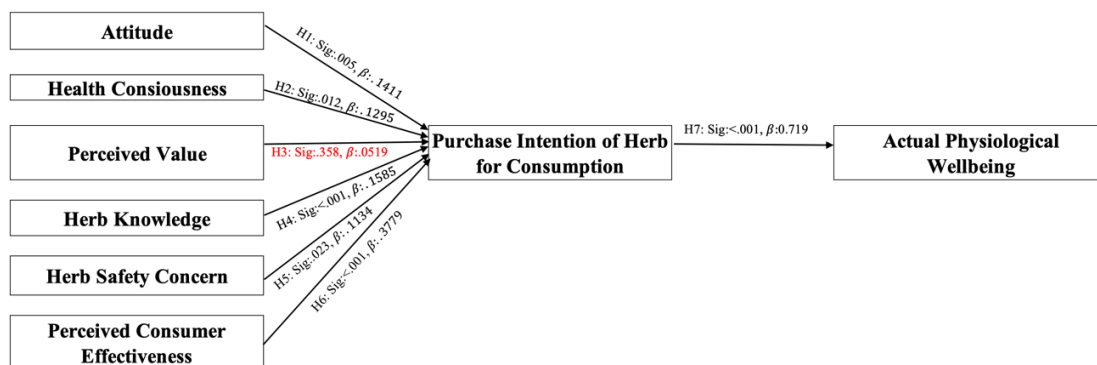 Attitude
H1: Sig:.005, β:.1411
Health Consiousness
H2: Sig:.012, β:.1295
Perceived Value
H3: Sig:.358, β:.0519
Herb Knowledge
H4: Sig:<.001, β:.1585
Herb Safety Concern
H5: Sig:.023, β:.1134
Perceived Consumer
Effectiveness
H6: Sig:<.001, β:.3779
Purchase Intention of Herb
for Consumption
H7: Sig:<.001, β:0.719
Actual Physiological
Wellbeing